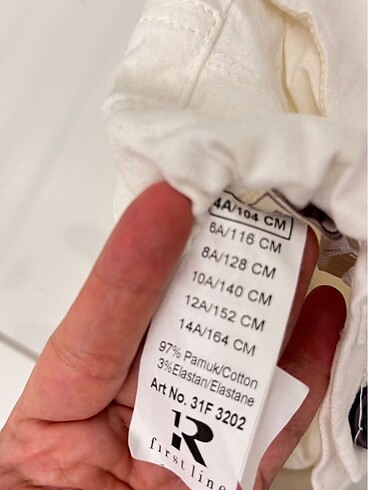 4A/104 CM
6A/116 CM
8A/128 CM
10A/140 CM
12A/152 CM
14A/164 CM
97% Pamuk/Cotton
3%Elastan/Elastane
Art No. 31F 3202
1R
first line